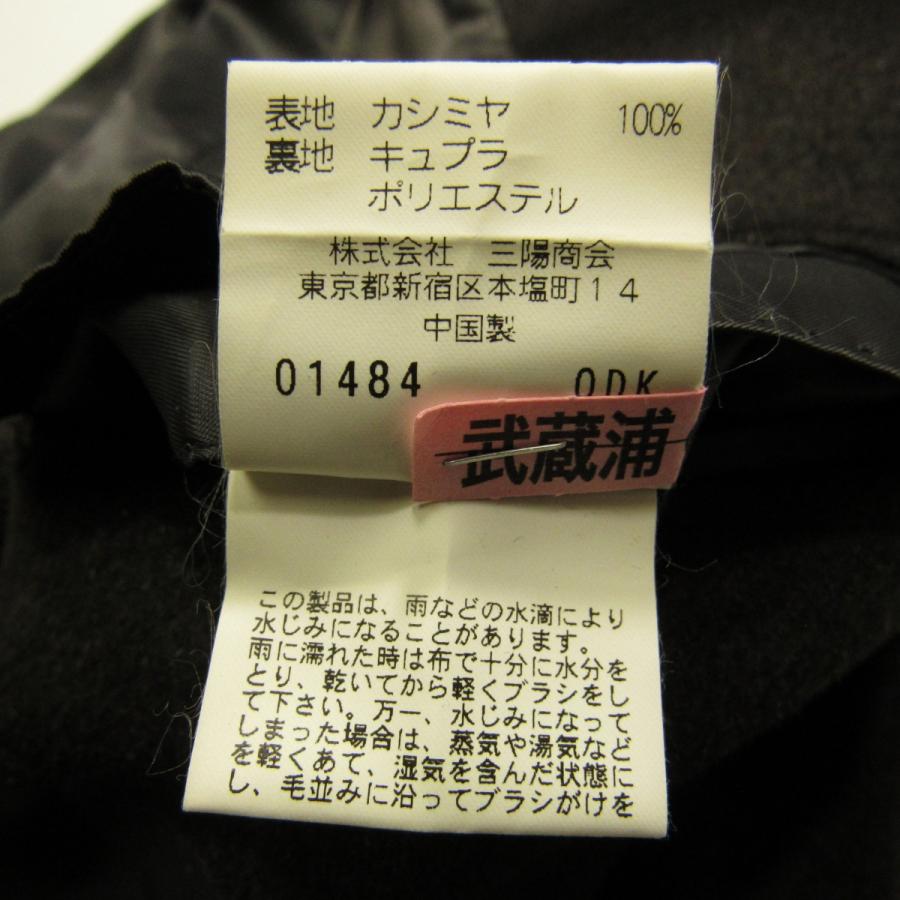 表地 カシミヤ 100%
裏地 キュプラ
ポリエステル
株式会社 三陽商会
東京都新宿区本塩町14
中国製
01484 ODK
武蔵浦
この製品は、雨などの水滴により
水じみになることがあります。
雨に濡れた時は布で十分に水分を
とり、乾いてから軽くブラシをし
て下さい。万一、水じみになって
しまった場合は、蒸気や湯気など
を軽くあて、湿気を含んだ状態に
し、毛並みに沿ってブラシがけを